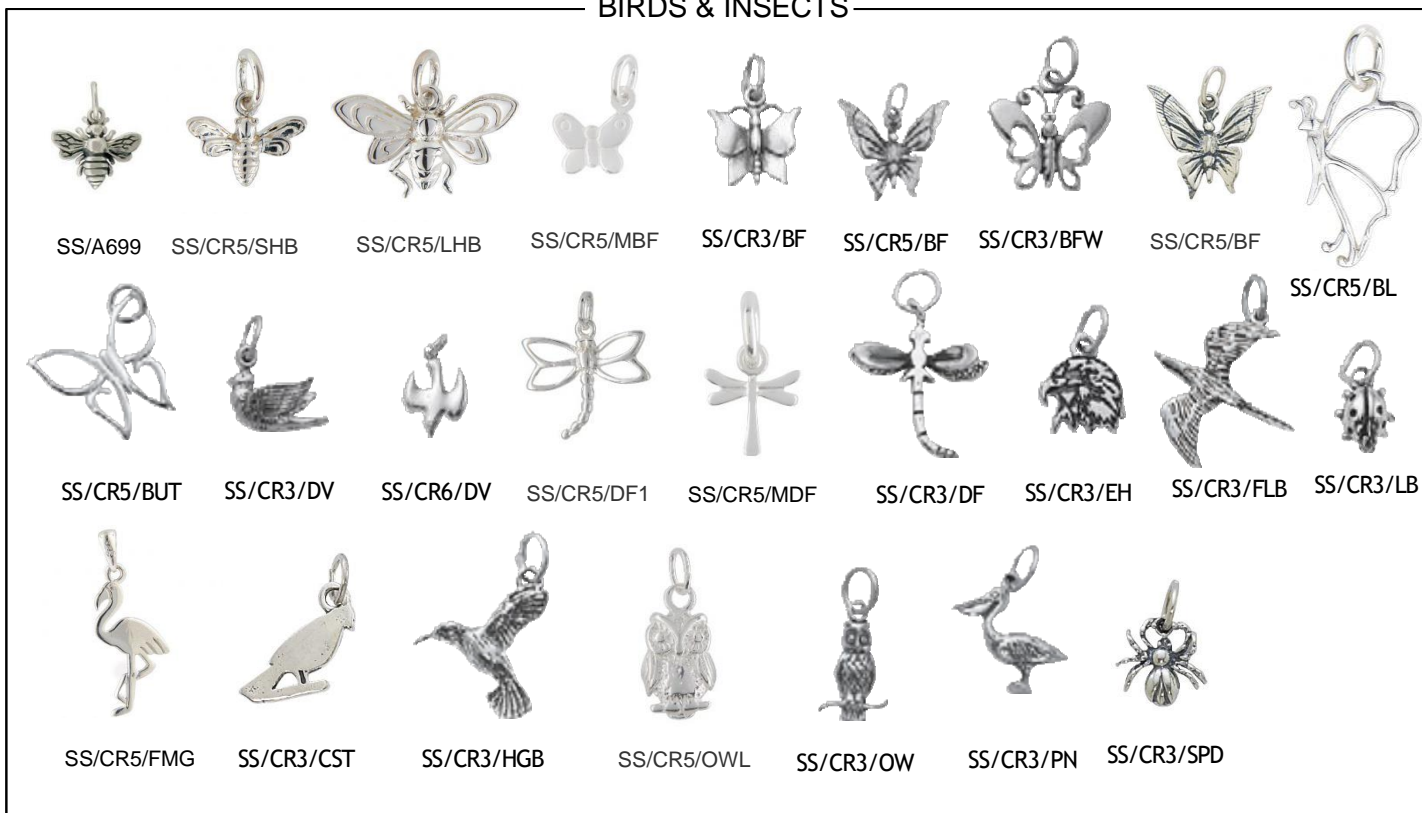 BIRDS & INSECTS
SS/A699
SS/CR5/SHB
SS/CR5/LHB
SS/CR5/MBF
SS/CR3/BF
SS/CR5/BF
SS/CR3/BFW
SS/CR5/BF
SS/CR5/BL
SS/CR5/BUT
SS/CR3/DV
SS/CR6/DV
SS/CR5/DF1
SS/CR5/MDF
SS/CR3/DF
SS/CR3/EH
SS/CR3/FLB
SS/CR3/LB
SS/CR5/FMG
SS/CR3/CST
SS/CR3/HGB
SS/CR5/OWL
SS/CR3/OW
SS/CR3/PN
SS/CR3/SPD